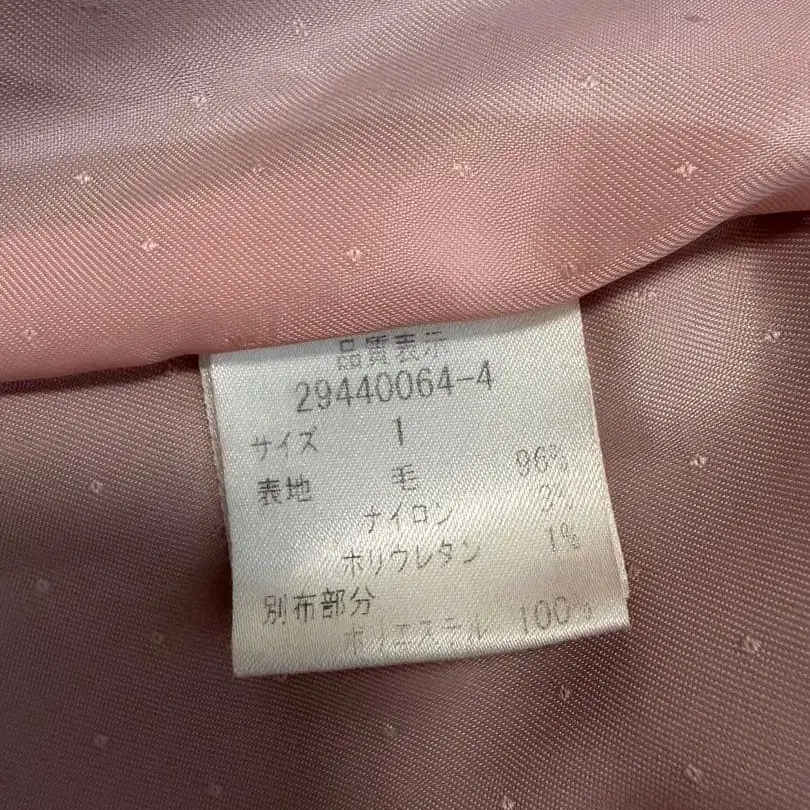 品質表示
29440064-4
サイズ 1
表地 毛 96%
ナイロン 3%
ポリウレタン 1%
別布部分
ポリエステル 100%